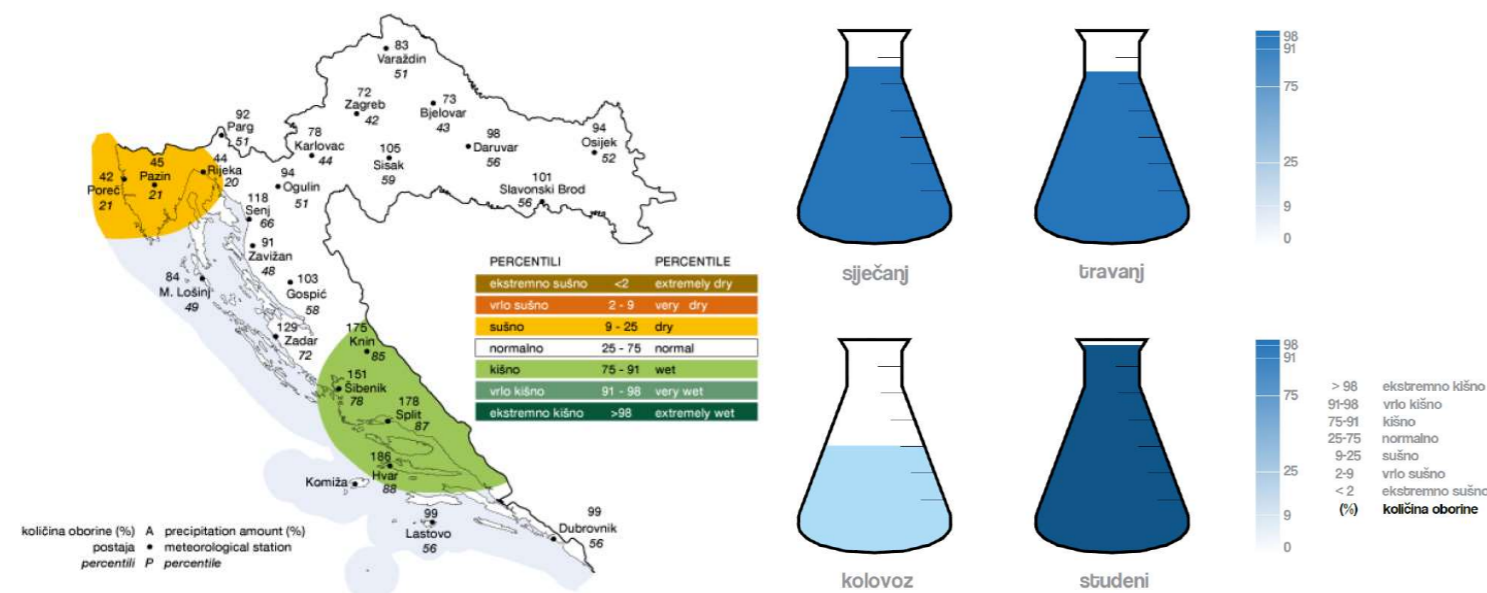 83
Varaždin
51
72
Zagreb
42
73
Bjelovar
43
92
Parg
51
78
Karlovac
44
105
Sisak
59
98
Daruvar
56
94
Osijek
52
42
Poreč
21
45
Pazin
21
44
Rijeka
20
94
Ogulin
51
101
Slavonski Brod
56
118
Senj
66
91
Zavižan
48
84
M. Lošinj
49
103
Gospić
58
129
Zadar
72
175
Knin
85
151
Šibenik
78
178
Split
87
186
Hvar
88
Komiža
99
Lastovo
56
99
Dubrovnik
56
PERCENTILI PERCENTILE
ekstremno sušno <2 extremely dry
vrlo sušno 2 - 9 very dry
sušno 9 - 25 dry
normalno 25 - 75 normal
kišno 75 - 91 wet
vrlo kišno 91 - 98 very wet
ekstremno kišno >98 extremely wet
količina oborine (%) A precipitation amount (%)
postaja • meteorological station
percentili P percentile
siječanj
travanj
98
91
75
25
9
0
kolovoz
studeni
98
91
75
25
9
0
> 98 ekstremno kišno
91-98 vrlo kišno
75-91 kišno
25-75 normalno
9-25 sušno
2-9 vrlo sušno
< 2 ekstremno sušno
(%) količina oborine